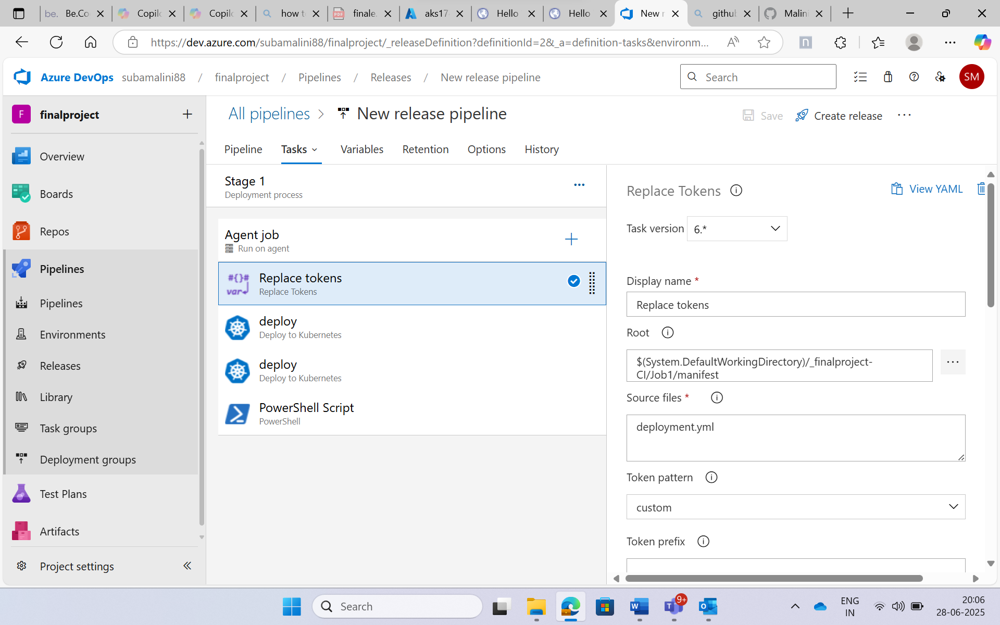 be. Be.Co
Copilo
Copilo
how t
finale.
aks17
Hello
Hello
New r
github
Malini
https://dev.azure.com/subamalini88/finalproject/_releaseDefinition?definitionId=2&_a=definition-tasks&environm...
Azure DevOps subamalini88 / finalproject / Pipelines / Releases / New release pipeline
Search
SM
F finalproject
Overview
Boards
Repos
Pipelines
Pipelines
Environments
Releases
Library
Task groups
Deployment groups
Test Plans
Artifacts
Project settings
All pipelines > New release pipeline
Save
Create release
Pipeline
Tasks
Variables
Retention
Options
History
Stage 1
Deployment process
Agent job
Run on agent
#{}#
var
Replace tokens
Replace Tokens
deploy
Deploy to Kubernetes
deploy
Deploy to Kubernetes
PowerShell Script
PowerShell
Replace Tokens
View YAML
Task version 6.*
Display name *
Replace tokens
Root
$(System.DefaultWorkingDirectory)/_finalproject-
CI/Job1/manifest
Source files *
deployment.yml
Token pattern
custom
Token prefix
Search
9+
ENG
IN
20:06
28-06-2025